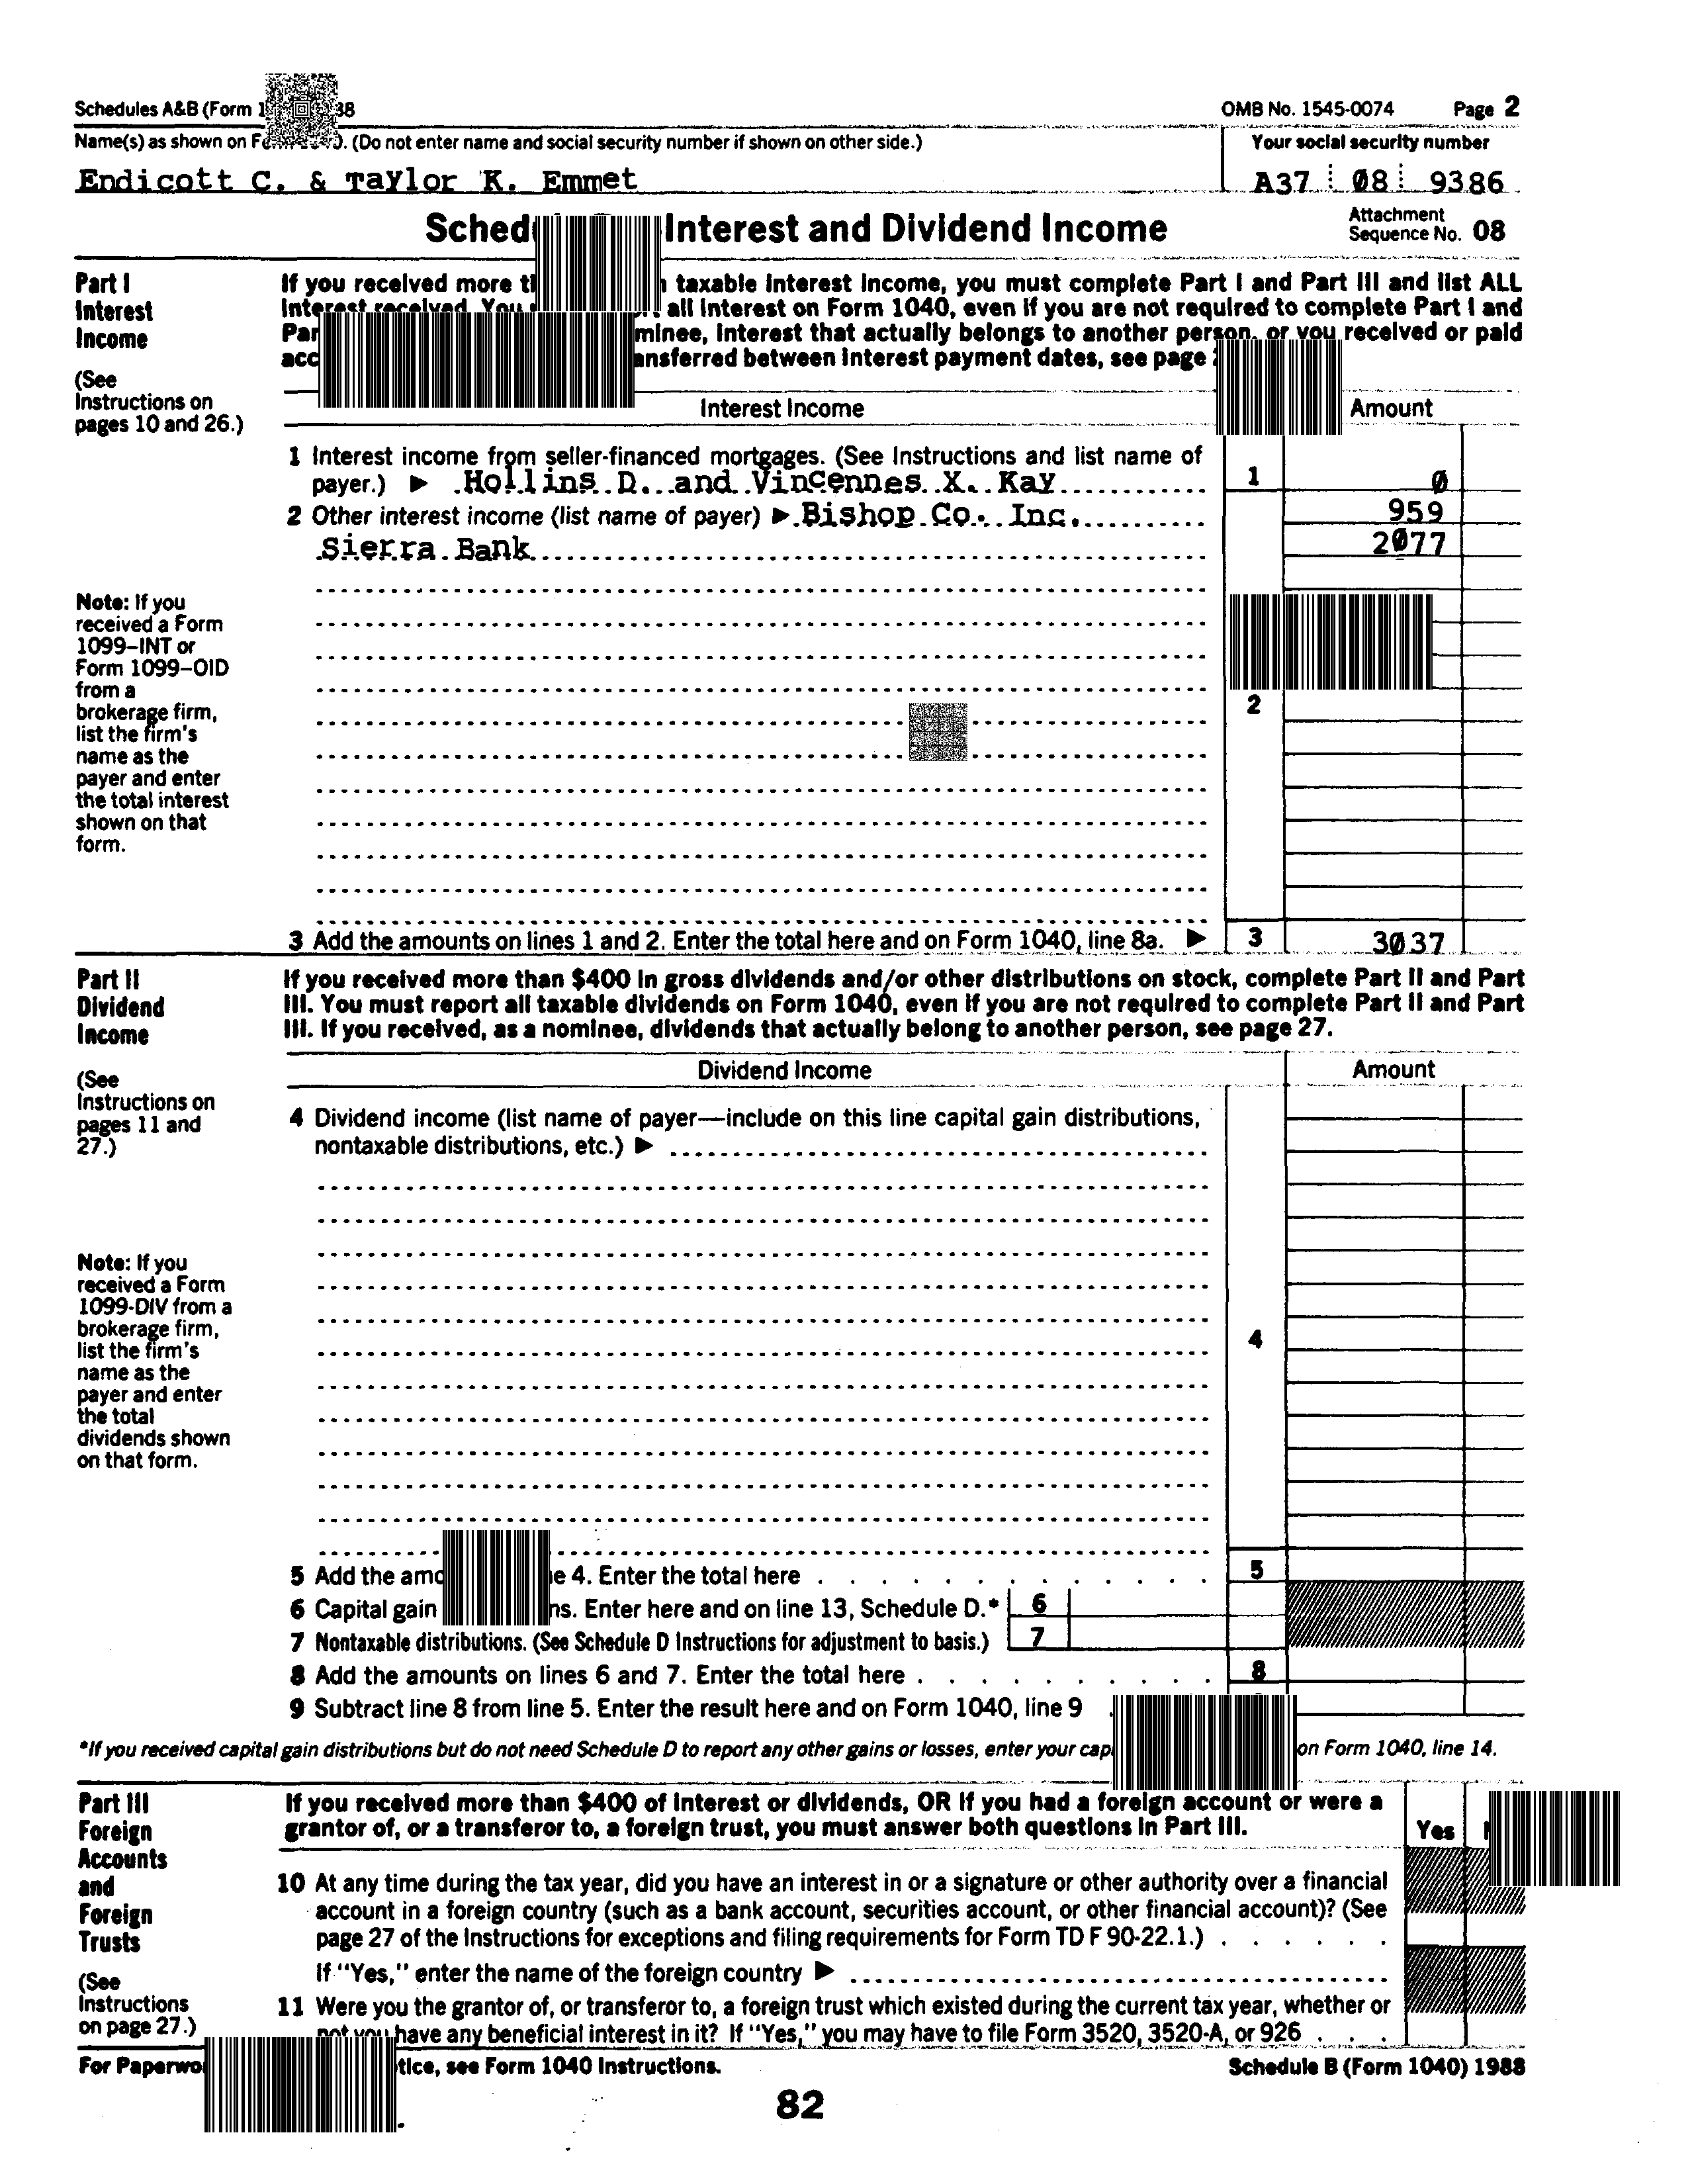 Schedules A&B (Form 38
OMB No. 1545-0074 Page 2
Name(s) as shown on (Do not enter name and social security number if shown on other side.)
Your social security number
Endicott C. & Taylor K. Emmet
A37 08 9386
Interest and Dividend Income
Attachment
Sequence No. 08
Part I
Interest
Income
(See
Instructions on
pages 10 and 26.)
If you received more taxable interest income, you must complete Part I and Part III and list ALL
interest received. You all interest on Form 1040, even if you are not required to complete Part I and
interest that actually belongs to another person, or you received or paid
between interest payment dates, see page
Interest Income
Amount
1 Interest income from seller-financed mortgages. (See Instructions and list name of
payer.) ▶ Hollins D. and Vincennes X. Kay
1 0
2 Other interest income (list name of payer) ▶ Bishop Co. Inc.
959
Sierra Bank
2077
Note: If you
received a Form
1099–INT or
Form 1099–OID
from a
brokerage firm,
list the firm's
name as the
payer and enter
the total interest
shown on that
form.
2
3 Add the amounts on lines 1 and 2. Enter the total here and on Form 1040, line 8a. ▶ 3 3037
Part II
Dividend
Income
(See
Instructions on
pages 11 and
27.)
If you received more than $400 in gross dividends and/or other distributions on stock, complete Part II and Part
III. You must report all taxable dividends on Form 1040, even if you are not required to complete Part II and Part
III. If you received, as a nominee, dividends that actually belong to another person, see page 27.
Dividend Income
Amount
4 Dividend income (list name of payer—include on this line capital gain distributions,
nontaxable distributions, etc.) ▶
Note: If you
received a Form
1099-DIV from a
brokerage firm,
list the firm's
name as the
payer and enter
the total
dividends shown
on that form.
4
5 Add the 4. Enter the total here . . . . . . . . . . . . . 5
6 Capital gain Enter here and on line 13, Schedule D.* 6
7 Nontaxable distributions. (See Schedule D Instructions for adjustment to basis.) 7
8 Add the amounts on lines 6 and 7. Enter the total here . . . . . . . . . . 8
9 Subtract line 8 from line 5. Enter the result here and on Form 1040, line 9
*If you received capital gain distributions but do not need Schedule D to report any other gains or losses, enter your on Form 1040, line 14.
Part III
Foreign
Accounts
and
Foreign
Trusts
(See
Instructions
on page 27.)
If you received more than $400 of interest or dividends, OR if you had a foreign account or were a
grantor of, or a transferor to, a foreign trust, you must answer both questions in Part III.
Yes
10 At any time during the tax year, did you have an interest in or a signature or other authority over a financial
account in a foreign country (such as a bank account, securities account, or other financial account)? (See
page 27 of the Instructions for exceptions and filing requirements for Form TD F 90-22.1.) . . . . . .
If "Yes," enter the name of the foreign country ▶
11 Were you the grantor of, or transferor to, a foreign trust which existed during the current tax year, whether or
not you have any beneficial interest in it? If "Yes," you may have to file Form 3520, 3520-A, or 926 . . .
For see Form 1040 Instructions.
Schedule B (Form 1040) 1988
82